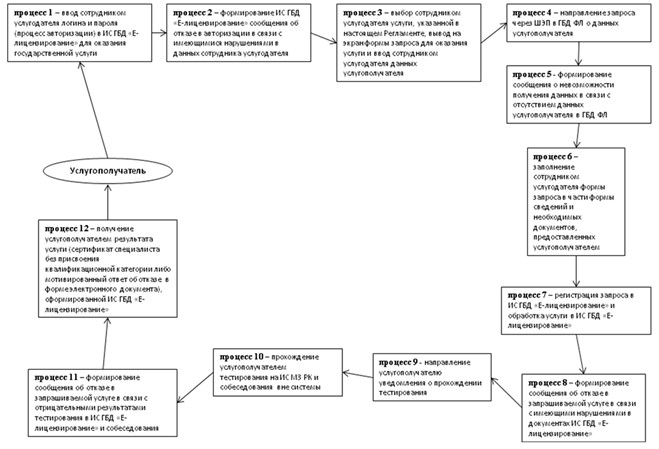 процесс 1 – ввод сотрудником
услугодателя логина и пароля
(процесс авторизации) в ИС ГБД «Е-
лицензирование» для оказания
государственной услуги
процесс 2 – формирование ИС ГБД
«Е-лицензирование» сообщения об
отказе в авторизации в связи с
имеющимися нарушениями в
данных сотрудника услугодателя
процесс 3 – выбор сотрудником
услугодателя услуги, указанной в
настоящем Регламенте, вывод на
экран формы запроса для оказания
услуги и ввод сотрудником
услугодателя данных
услугополучателя
процесс 4 – направление запроса
через ШЭП в ГБД ФЛ о данных
услугополучателя
процесс 5 - формирование
сообщения о невозможности
получения данных в связи с
отсутствием данных
услугополучателя в ГБД ФЛ
процесс 6 –
заполнение
сотрудником
услугодателя формы
запроса в части формы
сведений и
необходимых
документов,
предоставленных
услугополучателем
процесс 7 – регистрация запроса в
ИС ГБД «Е-лицензирование» и
обработка услуги в ИС ГБД «Е-
лицензирование»
процесс 8 – формирование
сообщения об отказе в
запрашиваемой услуге в связи
с имеющими нарушениями в
документах ИС ГБД «Е-
лицензирование»
процесс 9 - направление
услугополучателю
уведомления о прохождении
тестирования
процесс 10 – прохождение
услугополучателем
тестирования на ИС МЗ РК и
собеседования вне системы
процесс 11 – формирование
сообщения об отказе в
запрашиваемой услуге в связи с
отрицательными результатами
тестирования в ИС ГБД «Е-
лицензирование» и собеседования
процесс 12 – получение
услугополучателем результата
услуги (сертификат специалиста
без присвоения
квалификационной категории либо
мотивированный ответ об отказе в
форме электронного документа),
сформированной ИС ГБД «Е-
лицензирование»
Услугополучатель